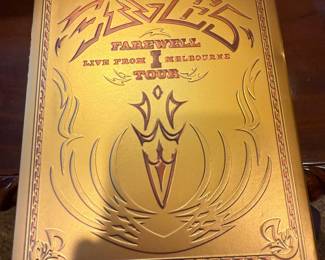 EAGLES
FAREWELL
LIVE FROM I MELBOURNE
TOUR